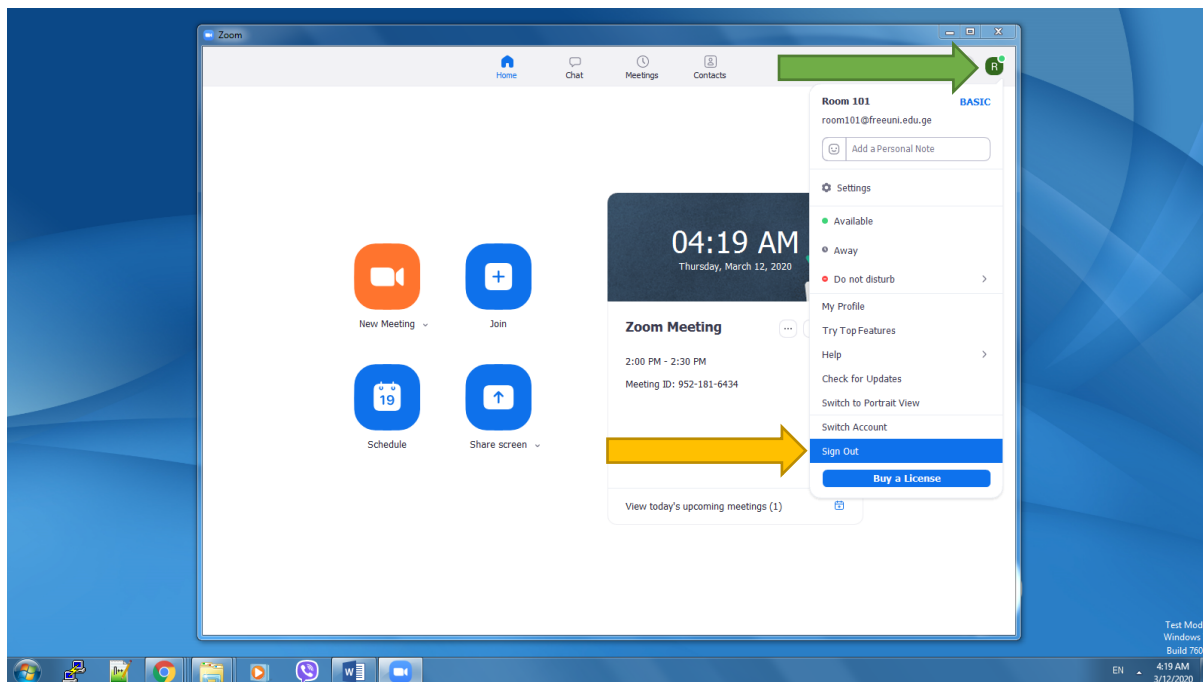 Zoom
Home
Chat
Meetings
Contacts
R
Room 101 BASIC
room101@freeuni.edu.ge
Add a Personal Note
Settings
Available
Away
Do not disturb
My Profile
Try Top Features
Help
Check for Updates
Switch to Portrait View
Switch Account
Sign Out
Buy a License
04:19 AM
Thursday, March 12, 2020
Zoom Meeting
2:00 PM - 2:30 PM
Meeting ID: 952-181-6434
View today's upcoming meetings (1)
New Meeting
Join
19
Schedule
Share screen
Test Mod
Windows
Build 760
EN
4:19 AM
3/12/2020